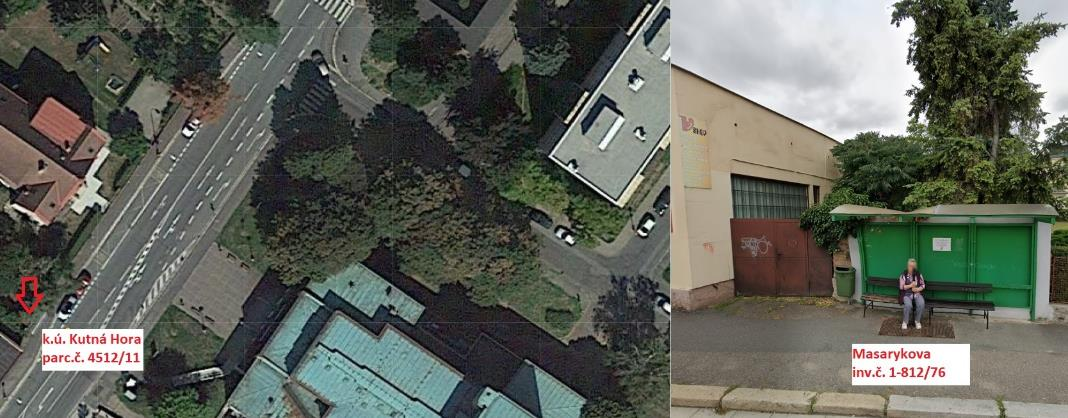 k.ú. Kutná Hora
parc.č. 4512/11
Masarykova
inv.č. 1-812/76